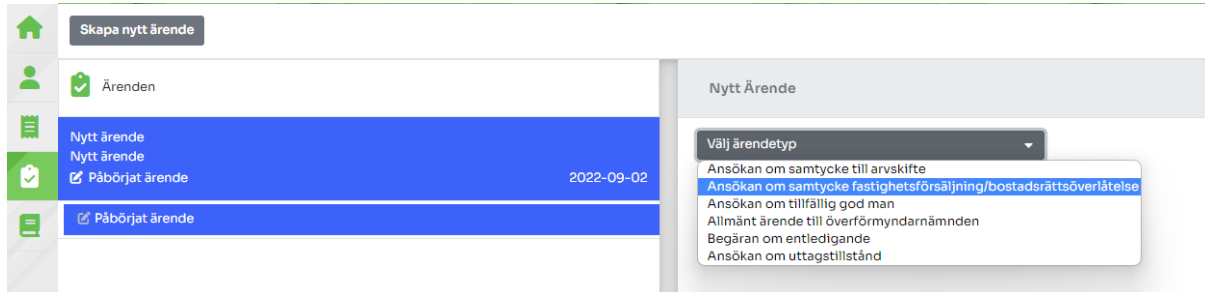 Skapa nytt ärende
Ärenden
Nytt ärende
Nytt ärende
Påbörjat ärende 2022-09-02
Påbörjat ärende
Nytt Ärende
Välj ärendetyp
Ansökan om samtycke till arvskifte
Ansökan om samtycke fastighetsförsäljning/bostadsrättsöverlåtelse
Ansökan om tillfällig god man
Allmänt ärende till överförmyndarnämnden
Begäran om entledigande
Ansökan om uttagstillstånd